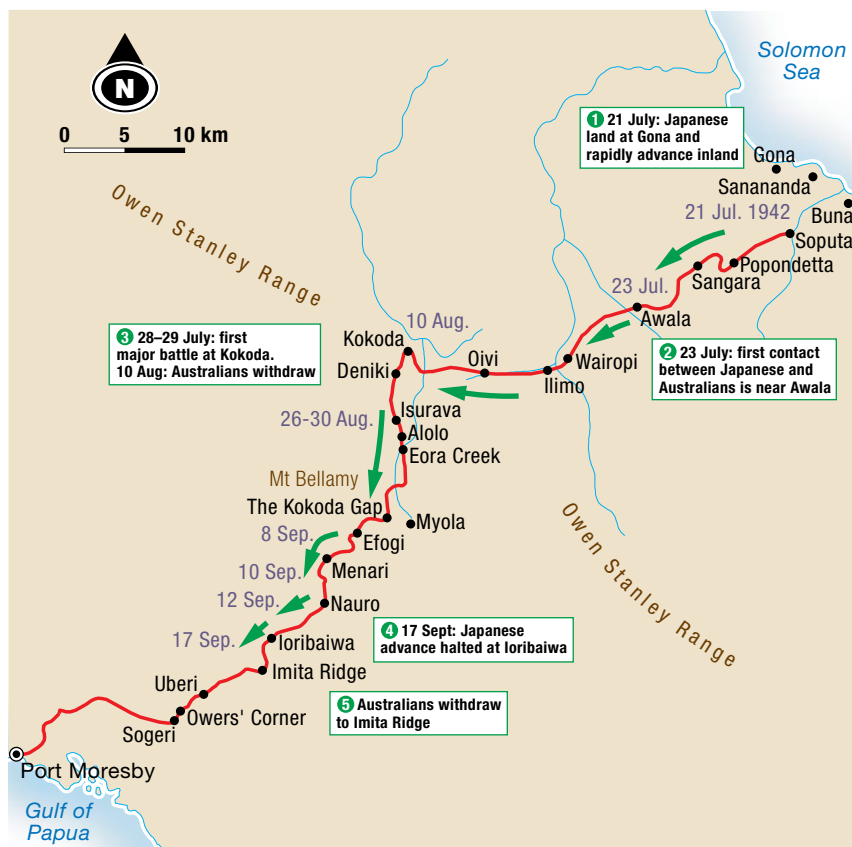 Solomon
Sea
N
0 5 10 km
1 21 July: Japanese
land at Gona and
rapidly advance inland
Gona
Sanananda
Buna
21 Jul. 1942
Soputa
Popondetta
Sangara
Owen Stanley Range
23 Jul.
Awala
3 28–29 July: first
major battle at Kokoda.
10 Aug: Australians withdraw
10 Aug.
Kokoda
Deniki
Oivi
Wairopi
Ilimo
2 23 July: first contact
between Japanese and
Australians is near Awala
26-30 Aug.
Isurava
Alolo
Eora Creek
Mt Bellamy
The Kokoda Gap
Myola
8 Sep.
Efogi
10 Sep.
Menari
12 Sep.
Nauro
Owen Stanley Range
17 Sep.
Ioribaiwa
4 17 Sept: Japanese
advance halted at Ioribaiwa
Imita Ridge
Uberi
5 Australians withdraw
to Imita Ridge
Owers' Corner
Sogeri
Port Moresby
Gulf of
Papua